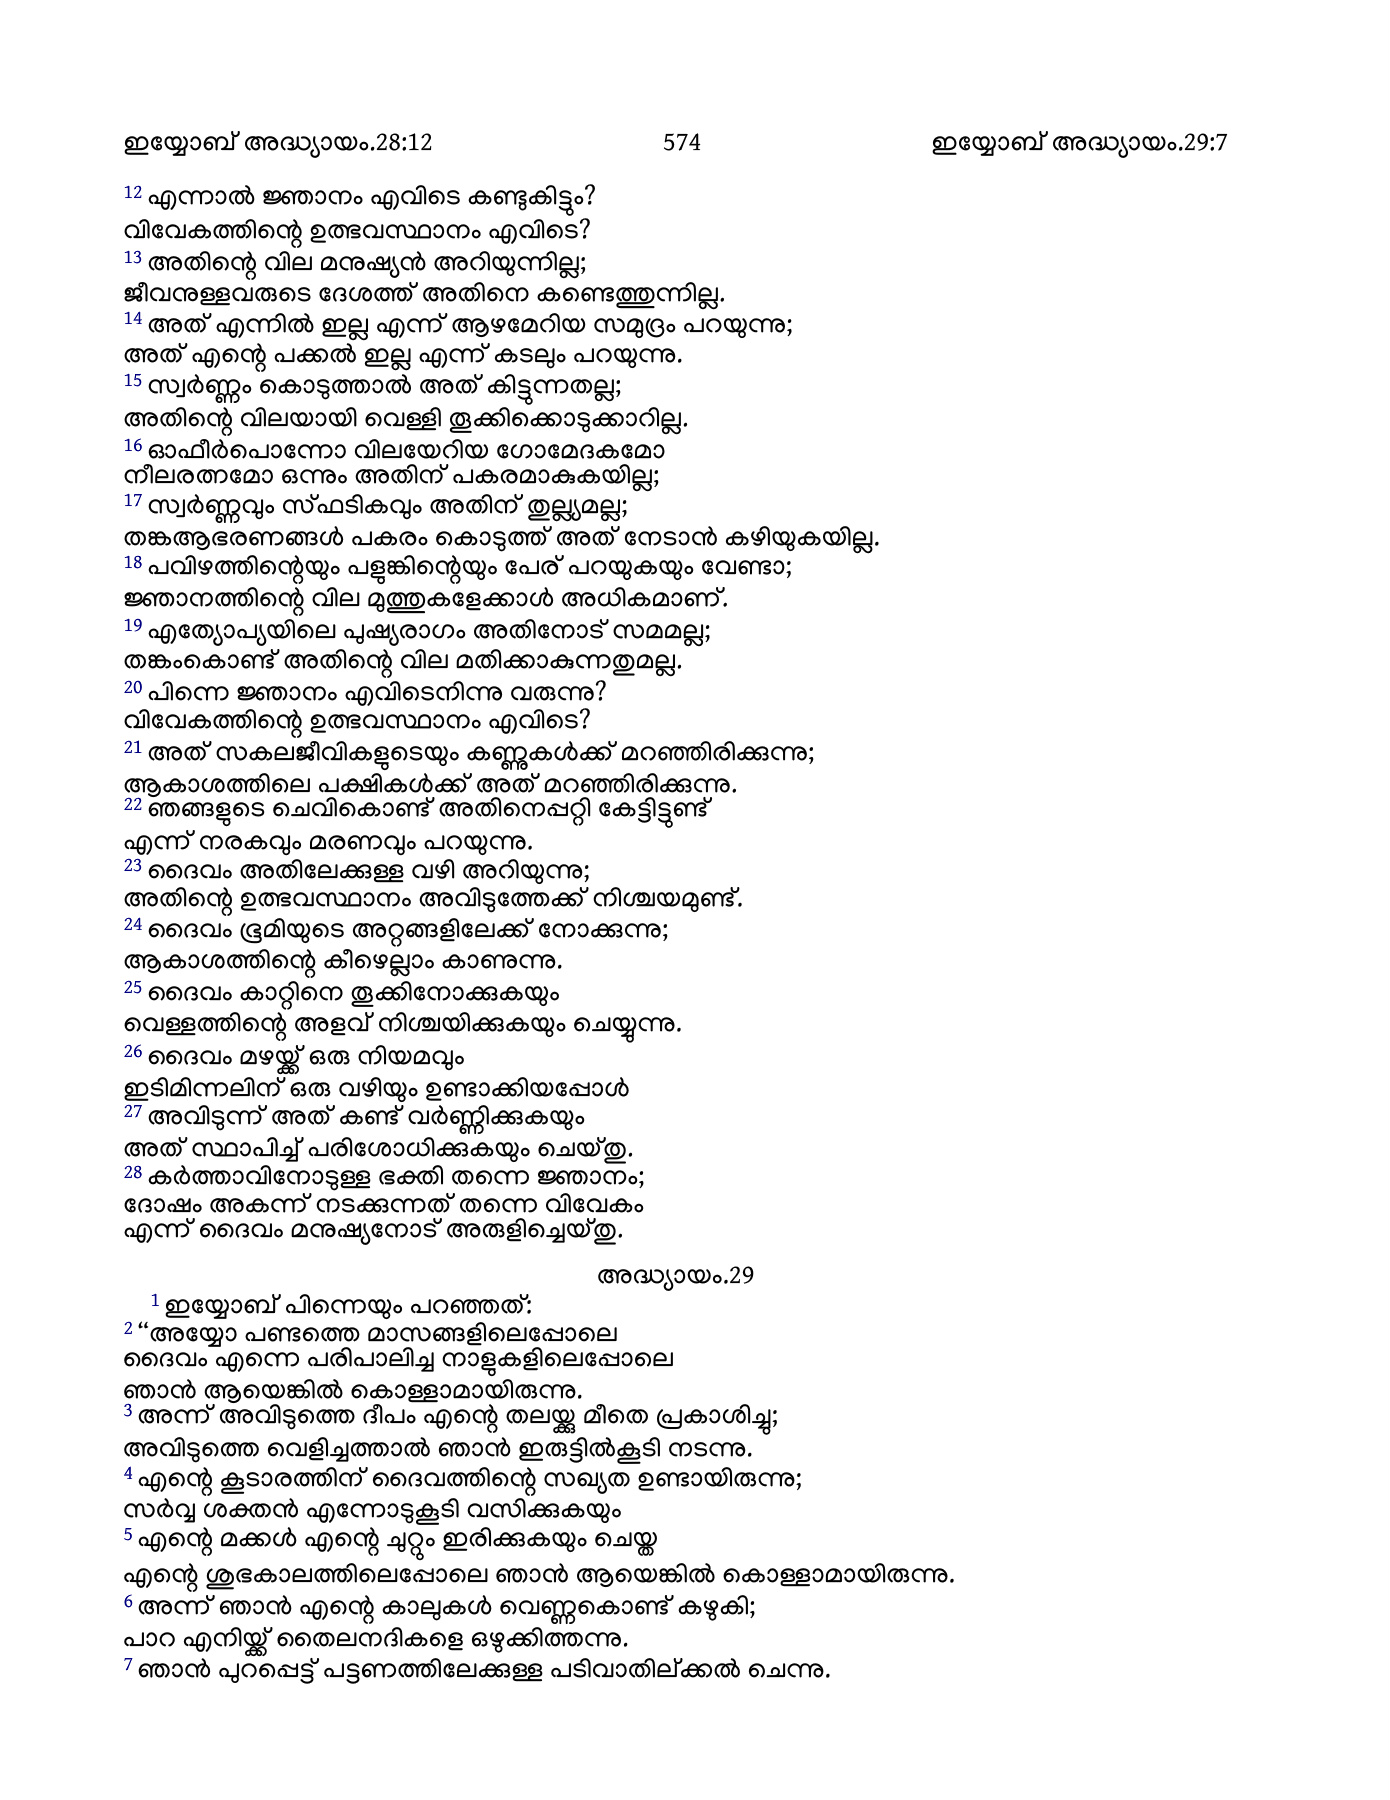 ഇയ്യോബ് അദ്ധ്യായം.28:12 574 ഇയ്യോബ് അദ്ധ്യായം.29:7
12 എന്നാൽ ജ്ഞാനം എവിടെ കണ്ടുകിട്ടും?
വിവേകത്തിന്റെ ഉത്ഭവസ്ഥാനം എവിടെ?
13 അതിന്റെ വില മനുഷ്യൻ അറിയുന്നില്ല;
ജീവനുള്ളവരുടെ ദേശത്ത് അതിനെ കണ്ടെത്തുന്നില്ല.
14 അത് എന്നിൽ ഇല്ല എന്ന് ആഴമേറിയ സമുദ്രം പറയുന്നു;
അത് എന്റെ പക്കൽ ഇല്ല എന്ന് കടലും പറയുന്നു.
15 സ്വർണ്ണം കൊടുത്താൽ അത് കിട്ടുന്നതല്ല;
അതിന്റെ വിലയായി വെള്ളി തൂക്കിക്കൊടുക്കാറില്ല.
16 ഓഫീർപൊന്നോ വിലയേറിയ ഗോമേദകമോ
നീലരത്നമോ ഒന്നും അതിന് പകരമാകുകയില്ല;
17 സ്വർണ്ണവും സ്ഫടികവും അതിന് തുല്ല്യമല്ല;
തങ്കആഭരണങ്ങൾ പകരം കൊടുത്ത് അത് നേടാൻ കഴിയുകയില്ല.
18 പവിഴത്തിന്റെയും പളുങ്കിന്റെയും പേര് പറയുകയും വേണ്ടാ;
ജ്ഞാനത്തിന്റെ വില മുത്തുകളേക്കാൾ അധികമാണ്.
19 എത്യോപ്യയിലെ പുഷ്യരാഗം അതിനോട് സമമല്ല;
തങ്കംകൊണ്ട് അതിന്റെ വില മതിക്കാകുന്നതുമല്ല.
20 പിന്നെ ജ്ഞാനം എവിടെനിന്നു വരുന്നു?
വിവേകത്തിന്റെ ഉത്ഭവസ്ഥാനം എവിടെ?
21 അത് സകലജീവികളുടെയും കണ്ണുകൾക്ക് മറഞ്ഞിരിക്കുന്നു;
ആകാശത്തിലെ പക്ഷികൾക്ക് അത് മറഞ്ഞിരിക്കുന്നു.
22 ഞങ്ങളുടെ ചെവികൊണ്ട് അതിനെപ്പറ്റി കേട്ടിട്ടുണ്ട്
എന്ന് നരകവും മരണവും പറയുന്നു.
23 ദൈവം അതിലേക്കുള്ള വഴി അറിയുന്നു;
അതിന്റെ ഉത്ഭവസ്ഥാനം അവിടുത്തേക്ക് നിശ്ചയമുണ്ട്.
24 ദൈവം ഭൂമിയുടെ അറ്റങ്ങളിലേക്ക് നോക്കുന്നു;
ആകാശത്തിന്റെ കീഴെല്ലാം കാണുന്നു.
25 ദൈവം കാറ്റിനെ തൂക്കിനോക്കുകയും
വെള്ളത്തിന്റെ അളവ് നിശ്ചയിക്കുകയും ചെയ്യുന്നു.
26 ദൈവം മഴയ്ക്ക് ഒരു നിയമവും
ഇടിമിന്നലിന് ഒരു വഴിയും ഉണ്ടാക്കിയപ്പോൾ
27 അവിടുന്ന് അത് കണ്ട് വർണ്ണിക്കുകയും
അത് സ്ഥാപിച്ച് പരിശോധിക്കുകയും ചെയ്തു.
28 കർത്താവിനോടുള്ള ഭക്തി തന്നെ ജ്ഞാനം;
ദോഷം അകന്ന് നടക്കുന്നത് തന്നെ വിവേകം
എന്ന് ദൈവം മനുഷ്യനോട് അരുളിച്ചെയ്തു.
അദ്ധ്യായം.29
1 ഇയ്യോബ് പിന്നെയും പറഞ്ഞത്:
2 “അയ്യോ പണ്ടത്തെ മാസങ്ങളിലെപ്പോലെ
ദൈവം എന്നെ പരിപാലിച്ച നാളുകളിലെപ്പോലെ
ഞാൻ ആയെങ്കിൽ കൊള്ളാമായിരുന്നു.
3 അന്ന് അവിടുത്തെ ദീപം എന്റെ തലയ്ക്കു മീതെ പ്രകാശിച്ചു;
അവിടുത്തെ വെളിച്ചത്താൽ ഞാൻ ഇരുട്ടിൽകൂടി നടന്നു.
4 എന്റെ കൂടാരത്തിന് ദൈവത്തിന്റെ സഖ്യത ഉണ്ടായിരുന്നു;
സർവ്വ ശക്തൻ എന്നോടുകൂടി വസിക്കുകയും
5 എന്റെ മക്കൾ എന്റെ ചുറ്റും ഇരിക്കുകയും ചെയ്ത
എന്റെ ശുഭകാലത്തിലെപ്പോലെ ഞാൻ ആയെങ്കിൽ കൊള്ളാമായിരുന്നു.
6 അന്ന് ഞാൻ എന്റെ കാലുകൾ വെണ്ണകൊണ്ട് കഴുകി;
പാറ എനിയ്ക്ക് തൈലനദികളെ ഒഴുക്കിത്തന്നു.
7 ഞാൻ പുറപ്പെട്ട് പട്ടണത്തിലേക്കുള്ള പടിവാതില്ക്കൽ ചെന്നു.